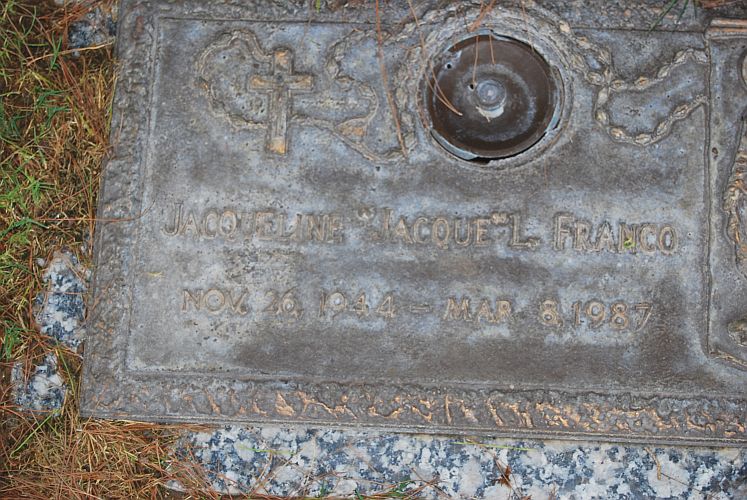 JACQUELINE "JACQUE" L. FRANCO
NOV. 26, 1944 – MAR 8, 1987